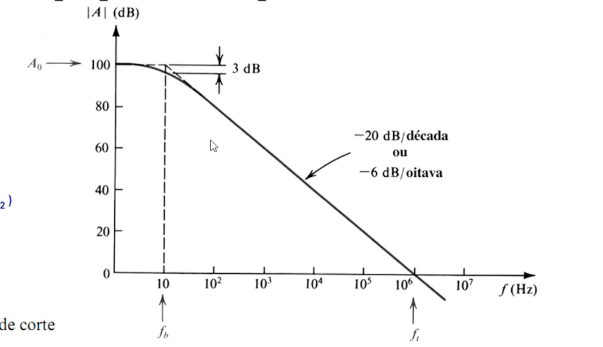 |A| (dB)
A₀
100
3 dB
80
−20 dB/década
ou
−6 dB/oitava
60
40
₂)
20
0
10
10²
10³
10⁴
10⁵
10⁶
10⁷
f (Hz)
de corte
f_b
f_t